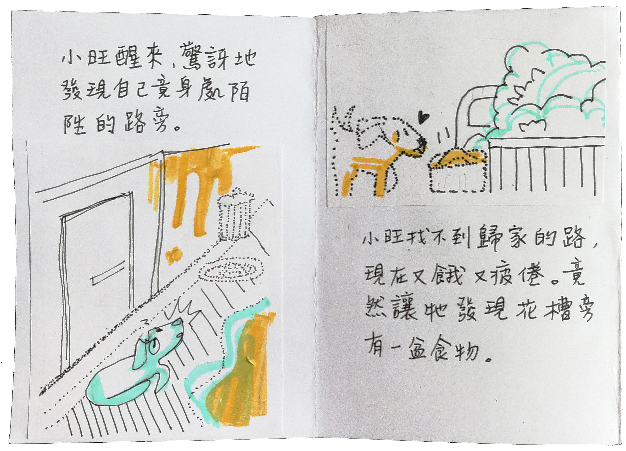 小旺醒來,驚訝地
發現自己竟身處陌
陞的路旁。
小旺找不到歸家的路,
現在又餓又疲倦。竟
然讓牠發現花槽旁
有一盆食物。